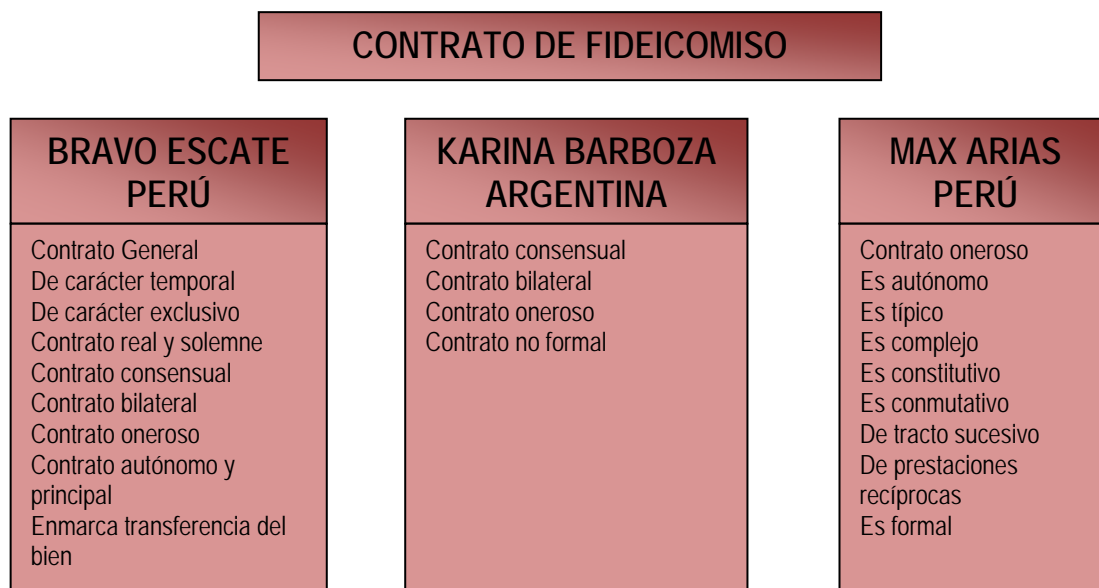 CONTRATO DE FIDEICOMISO
BRAVO ESCATE
PERÚ
Contrato General
De carácter temporal
De carácter exclusivo
Contrato real y solemne
Contrato consensual
Contrato bilateral
Contrato oneroso
Contrato autónomo y
principal
Enmarca transferencia del
bien
KARINA BARBOZA
ARGENTINA
Contrato consensual
Contrato bilateral
Contrato oneroso
Contrato no formal
MAX ARIAS
PERÚ
Contrato oneroso
Es autónomo
Es típico
Es complejo
Es constitutivo
Es conmutativo
De tracto sucesivo
De prestaciones
recíprocas
Es formal